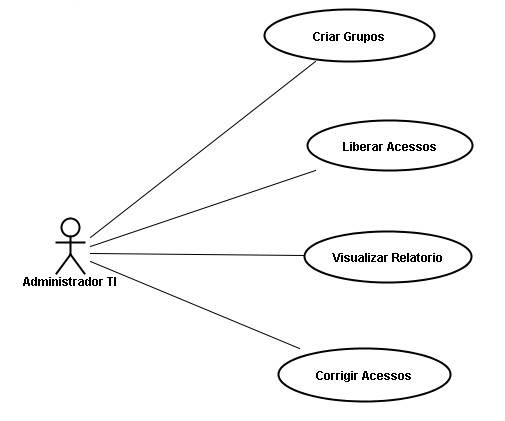 Criar Grupos
Liberar Acessos
Visualizar Relatorio
Administrador TI
Corrigir Acessos